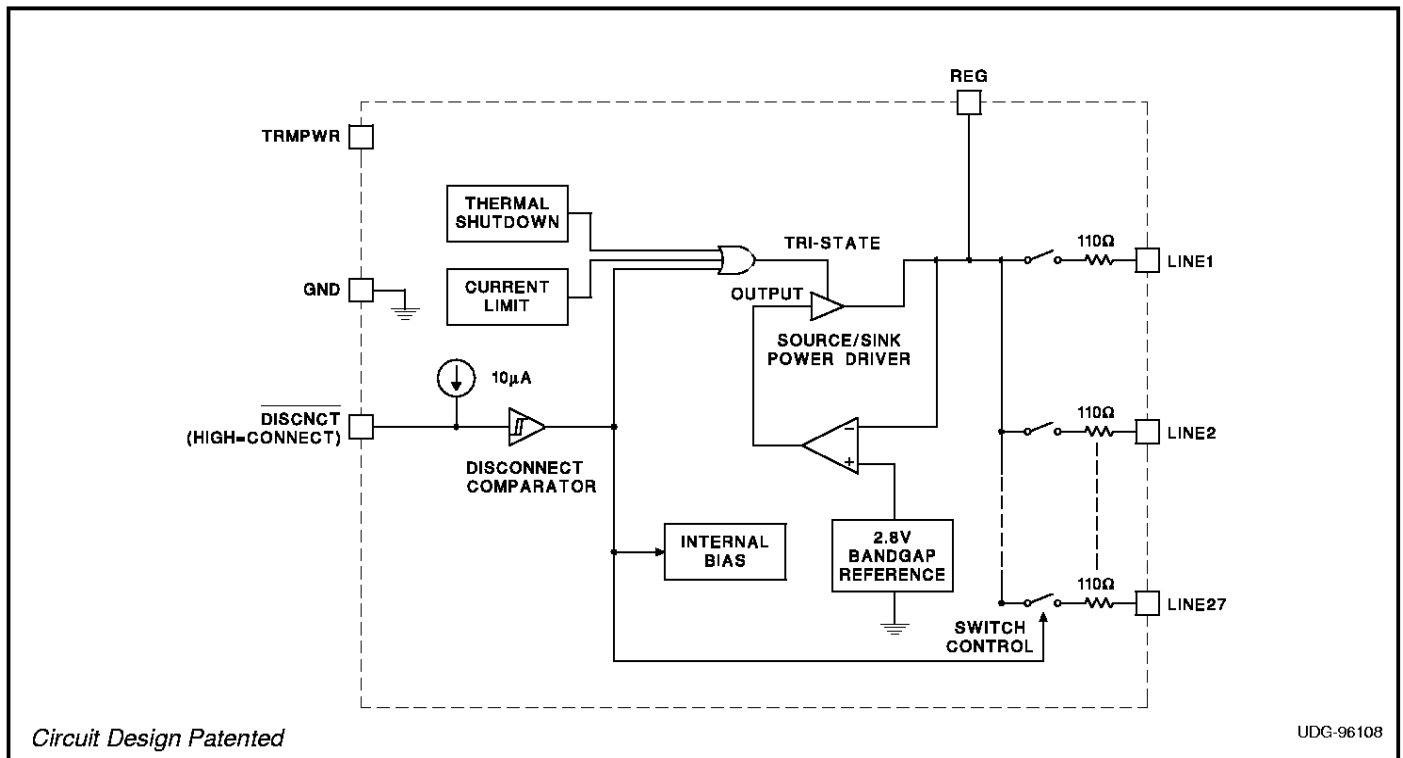 REG
TRMPWR
THERMAL
SHUTDOWN
TRI-STATE
110Ω
LINE1
GND
CURRENT
LIMIT
OUTPUT
SOURCE/SINK
POWER DRIVER
10µA
DISCNCT
(HIGH=CONNECT)
110Ω
LINE2
–
+
DISCONNECT
COMPARATOR
INTERNAL
BIAS
2.8V
BANDGAP
REFERENCE
110Ω
LINE27
SWITCH
CONTROL
Circuit Design Patented
UDG-96108